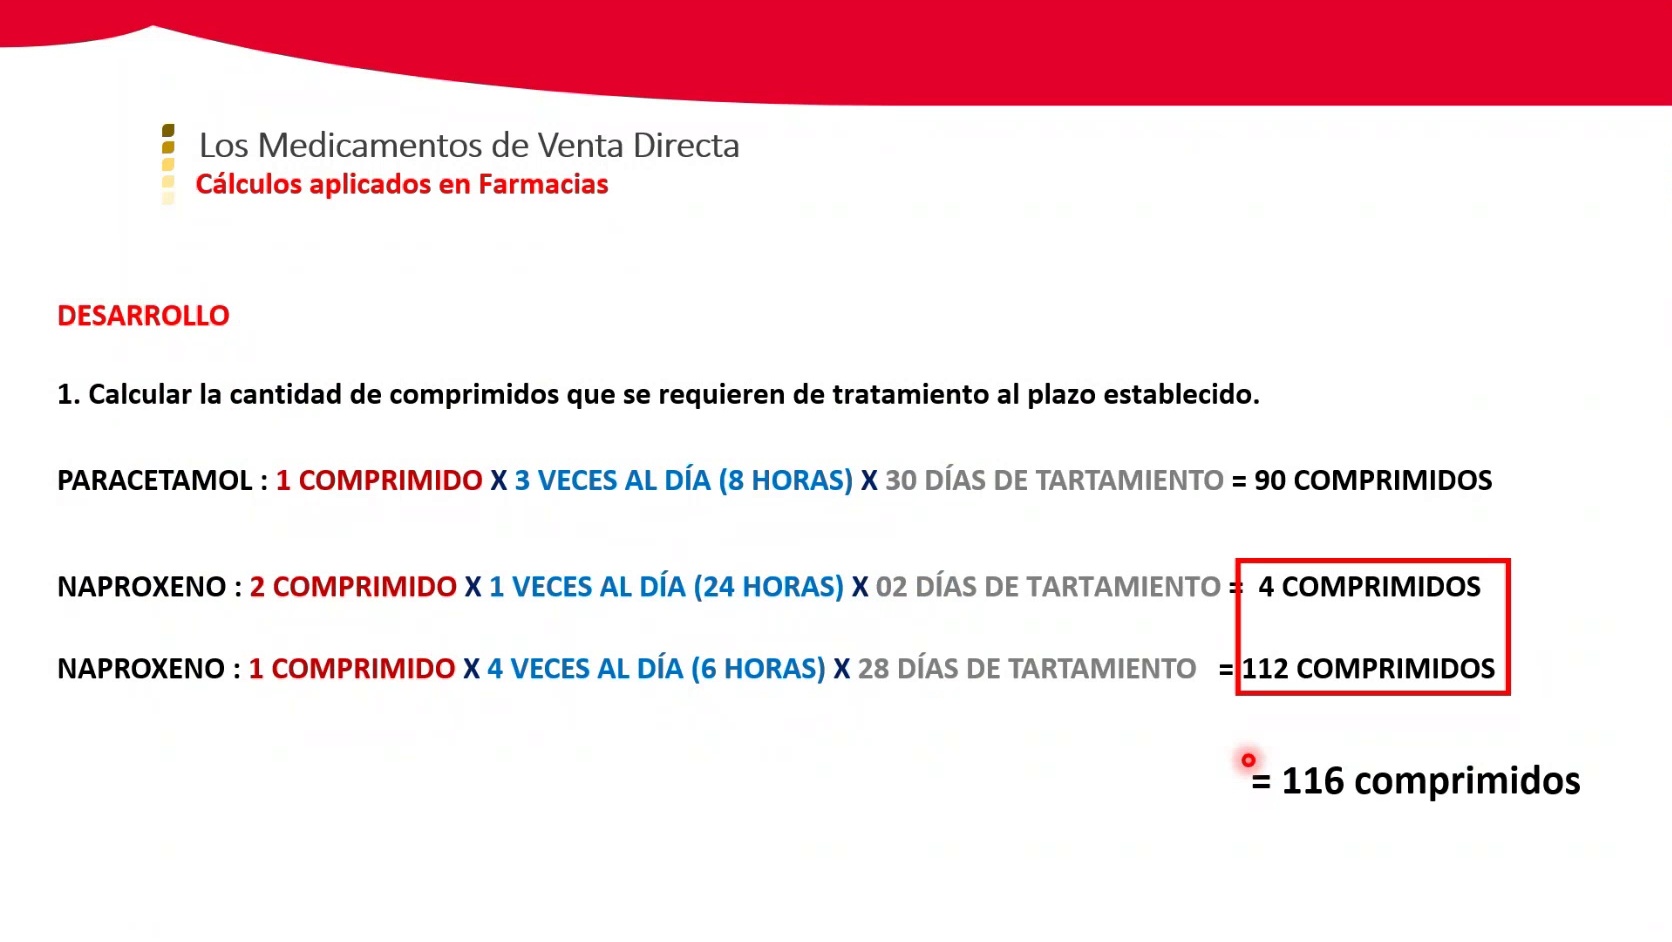 Los Medicamentos de Venta Directa
Cálculos aplicados en Farmacias
DESARROLLO
1. Calcular la cantidad de comprimidos que se requieren de tratamiento al plazo establecido.
PARACETAMOL : 1 COMPRIMIDO X 3 VECES AL DÍA (8 HORAS) X 30 DÍAS DE TARTAMIENTO = 90 COMPRIMIDOS
NAPROXENO : 2 COMPRIMIDO X 1 VECES AL DÍA (24 HORAS) X 02 DÍAS DE TARTAMIENTO = 4 COMPRIMIDOS
NAPROXENO : 1 COMPRIMIDO X 4 VECES AL DÍA (6 HORAS) X 28 DÍAS DE TARTAMIENTO = 112 COMPRIMIDOS
= 116 comprimidos